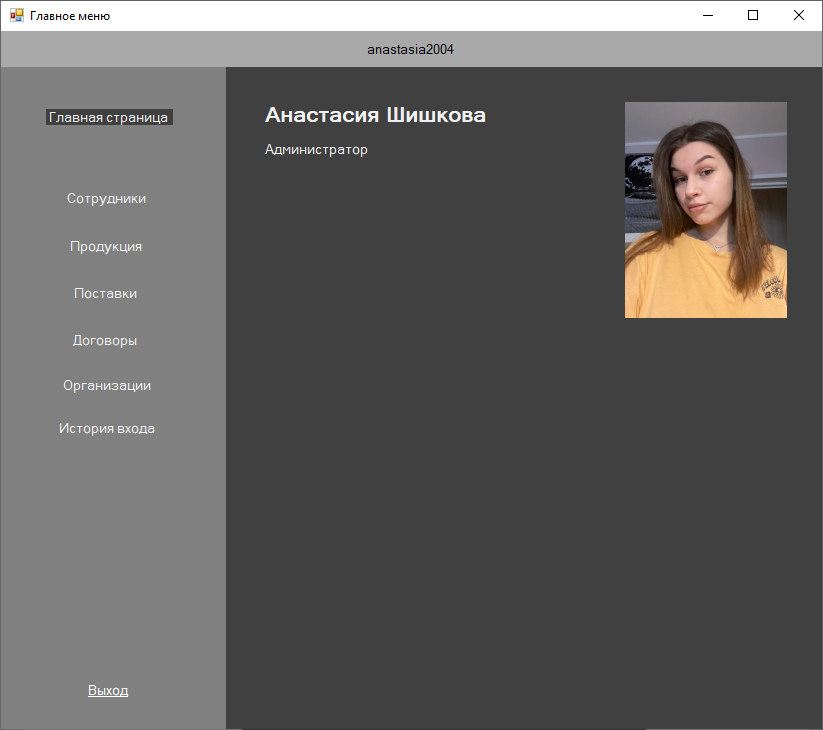 Главное меню
anastasia2004
Главная страница
Анастасия Шишкова
Администратор
Сотрудники
Продукция
Поставки
Договоры
Организации
История входа
Выход